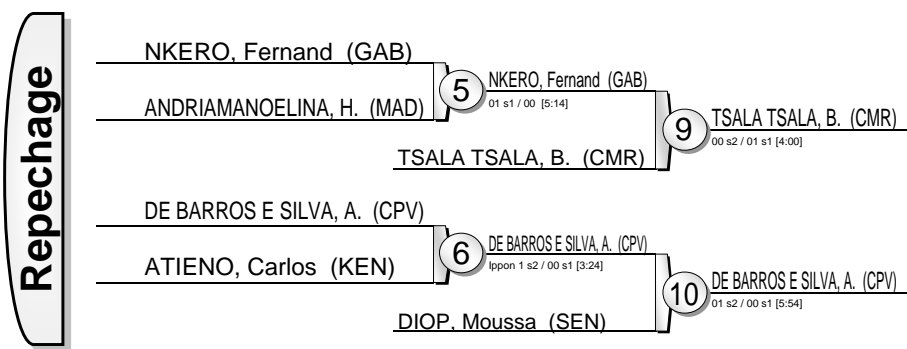 Repechage
NKERO, Fernand (GAB)
ANDRIAMANOELINA, H. (MAD)
5
NKERO, Fernand (GAB)
01 s1 / 00 [5:14]
TSALA TSALA, B. (CMR)
9
TSALA TSALA, B. (CMR)
00 s2 / 01 s1 [4:00]
DE BARROS E SILVA, A. (CPV)
ATIENO, Carlos (KEN)
6
DE BARROS E SILVA, A. (CPV)
Ippon 1 s2 / 00 s1 [3:24]
DIOP, Moussa (SEN)
10
DE BARROS E SILVA, A. (CPV)
01 s2 / 00 s1 [5:54]